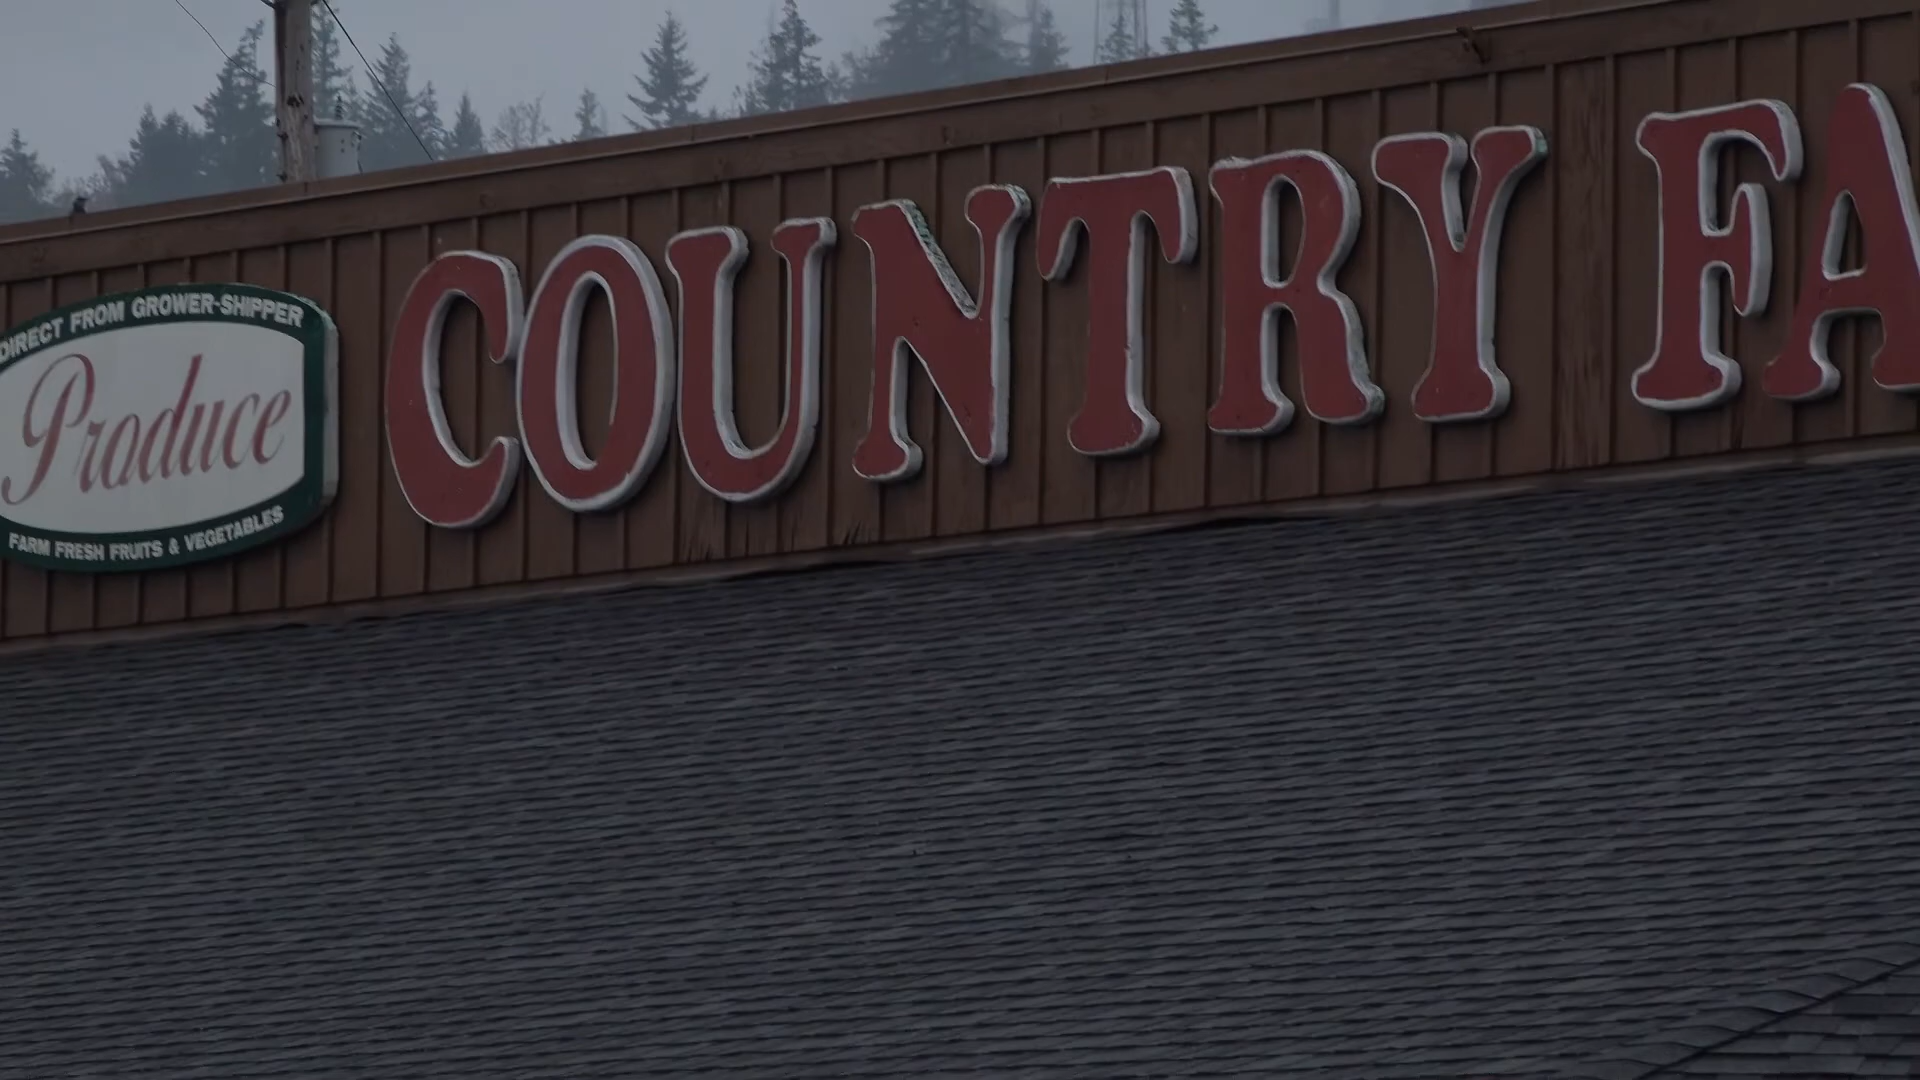 DIRECT FROM GROWER-SHIPPER
Produce
FARM FRESH FRUITS & VEGETABLES
COUNTRY FA